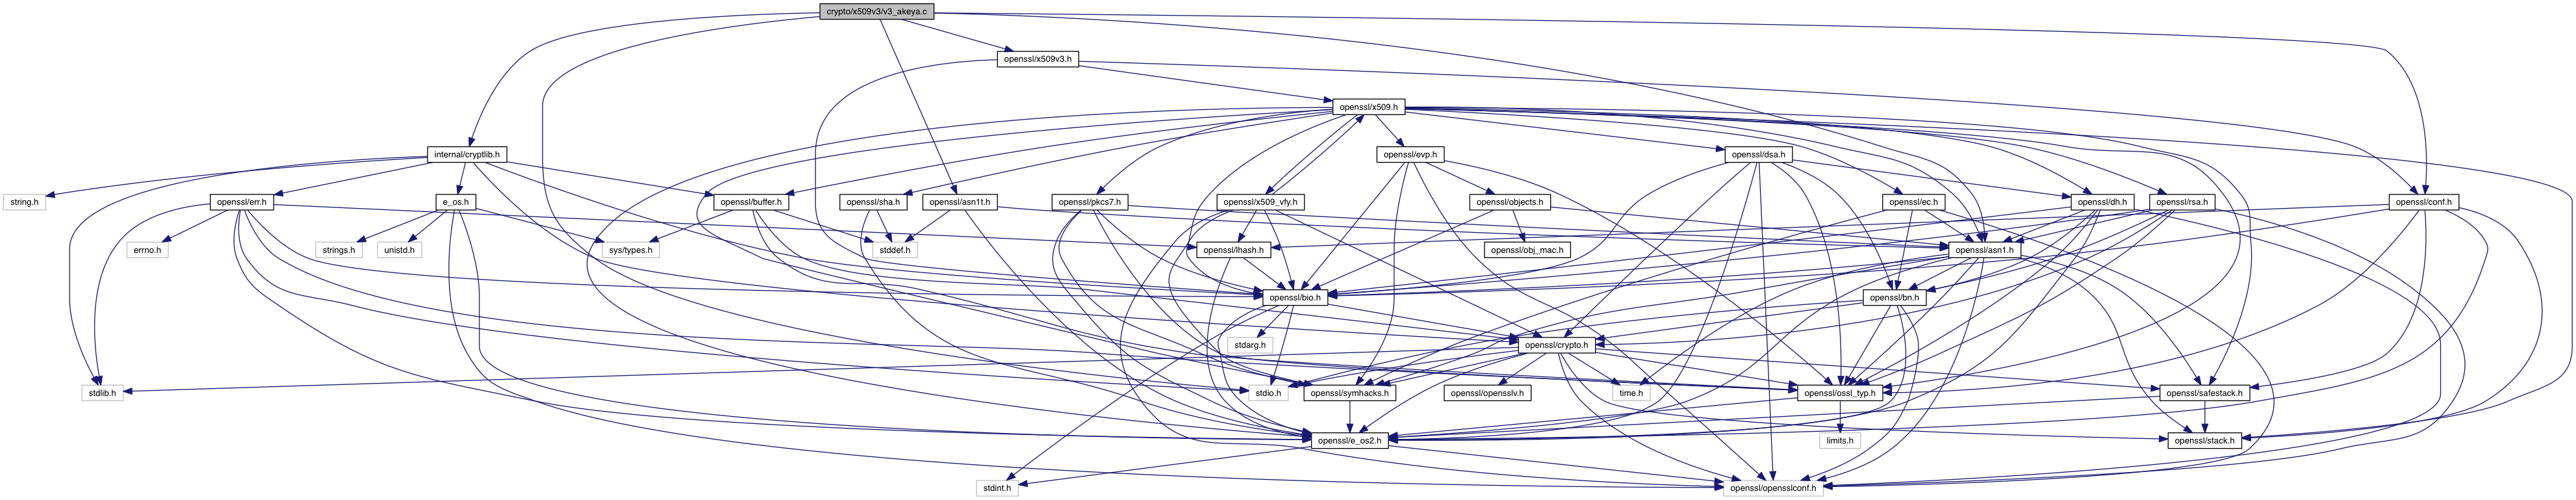 crypto/x509v3/v3_akeya.c
openssl/x509v3.h
openssl/x509.h
internal/cryptlib.h
openssl/evp.h
openssl/dsa.h
string.h
openssl/err.h
e_os.h
openssl/buffer.h
openssl/sha.h
openssl/asn1t.h
openssl/pkcs7.h
openssl/x509_vfy.h
openssl/objects.h
openssl/ec.h
openssl/dh.h
openssl/rsa.h
openssl/conf.h
errno.h
strings.h
unistd.h
sys/types.h
stddef.h
openssl/lhash.h
openssl/obj_mac.h
openssl/asn1.h
openssl/bio.h
openssl/bn.h
stdarg.h
openssl/crypto.h
stdlib.h
stdio.h
openssl/symhacks.h
openssl/opensslv.h
time.h
openssl/ossl_typ.h
openssl/safestack.h
openssl/e_os2.h
limits.h
openssl/stack.h
stdint.h
openssl/opensslconf.h